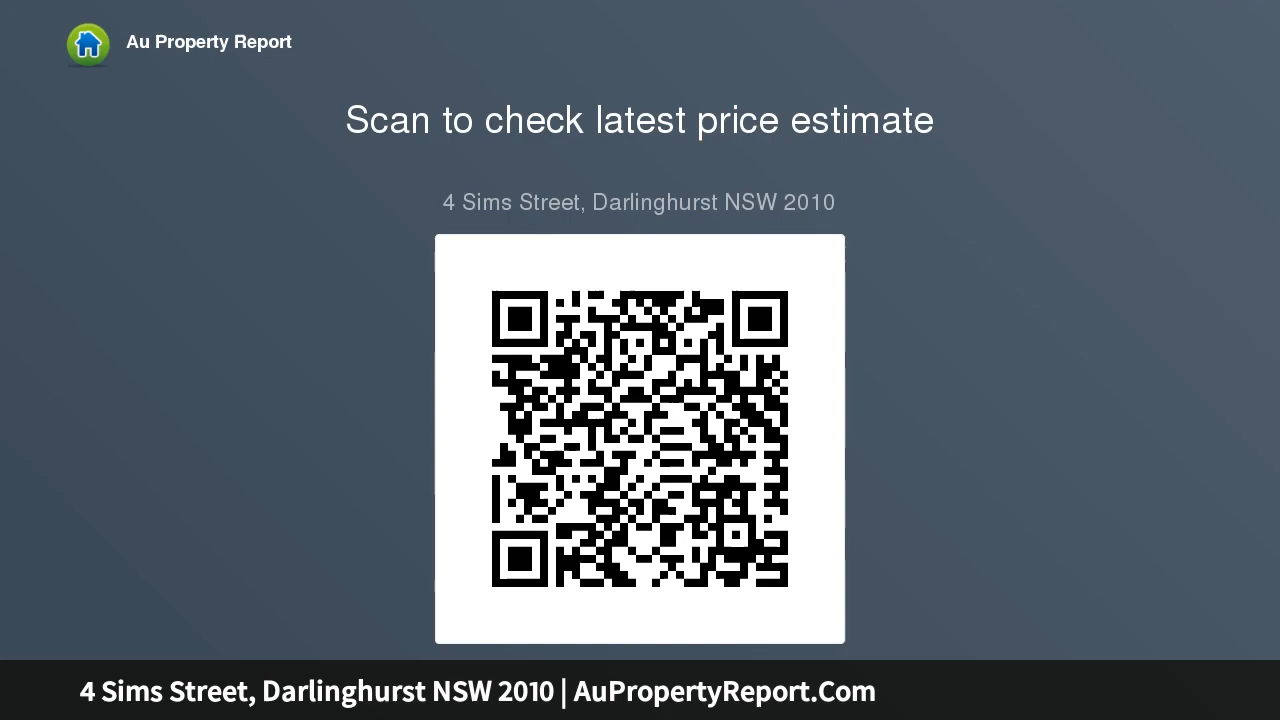 Au Property Report
Scan to check latest price estimate
4 Sims Street, Darlinghurst NSW 2010
4 Sims Street, Darlinghurst NSW 2010 | AuPropertyReport.Com